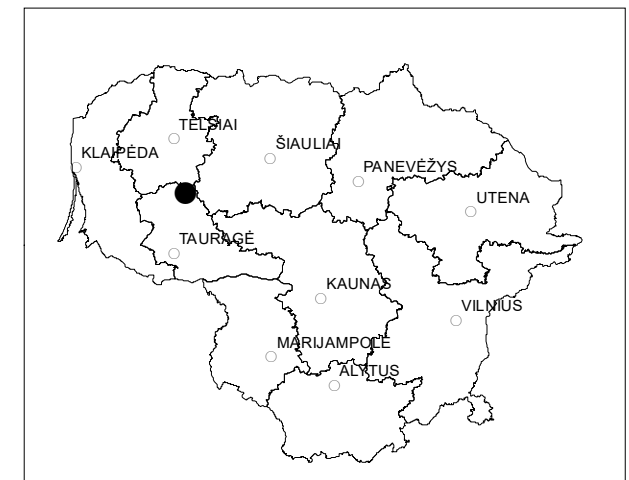 TELŠIAI
ŠIAULIAI
KLAIPĖDA
PANEVĖŽYS
UTENA
TAURAGĖ
KAUNAS
VILNIUS
MARIJAMPOLĖ
ALYTUS